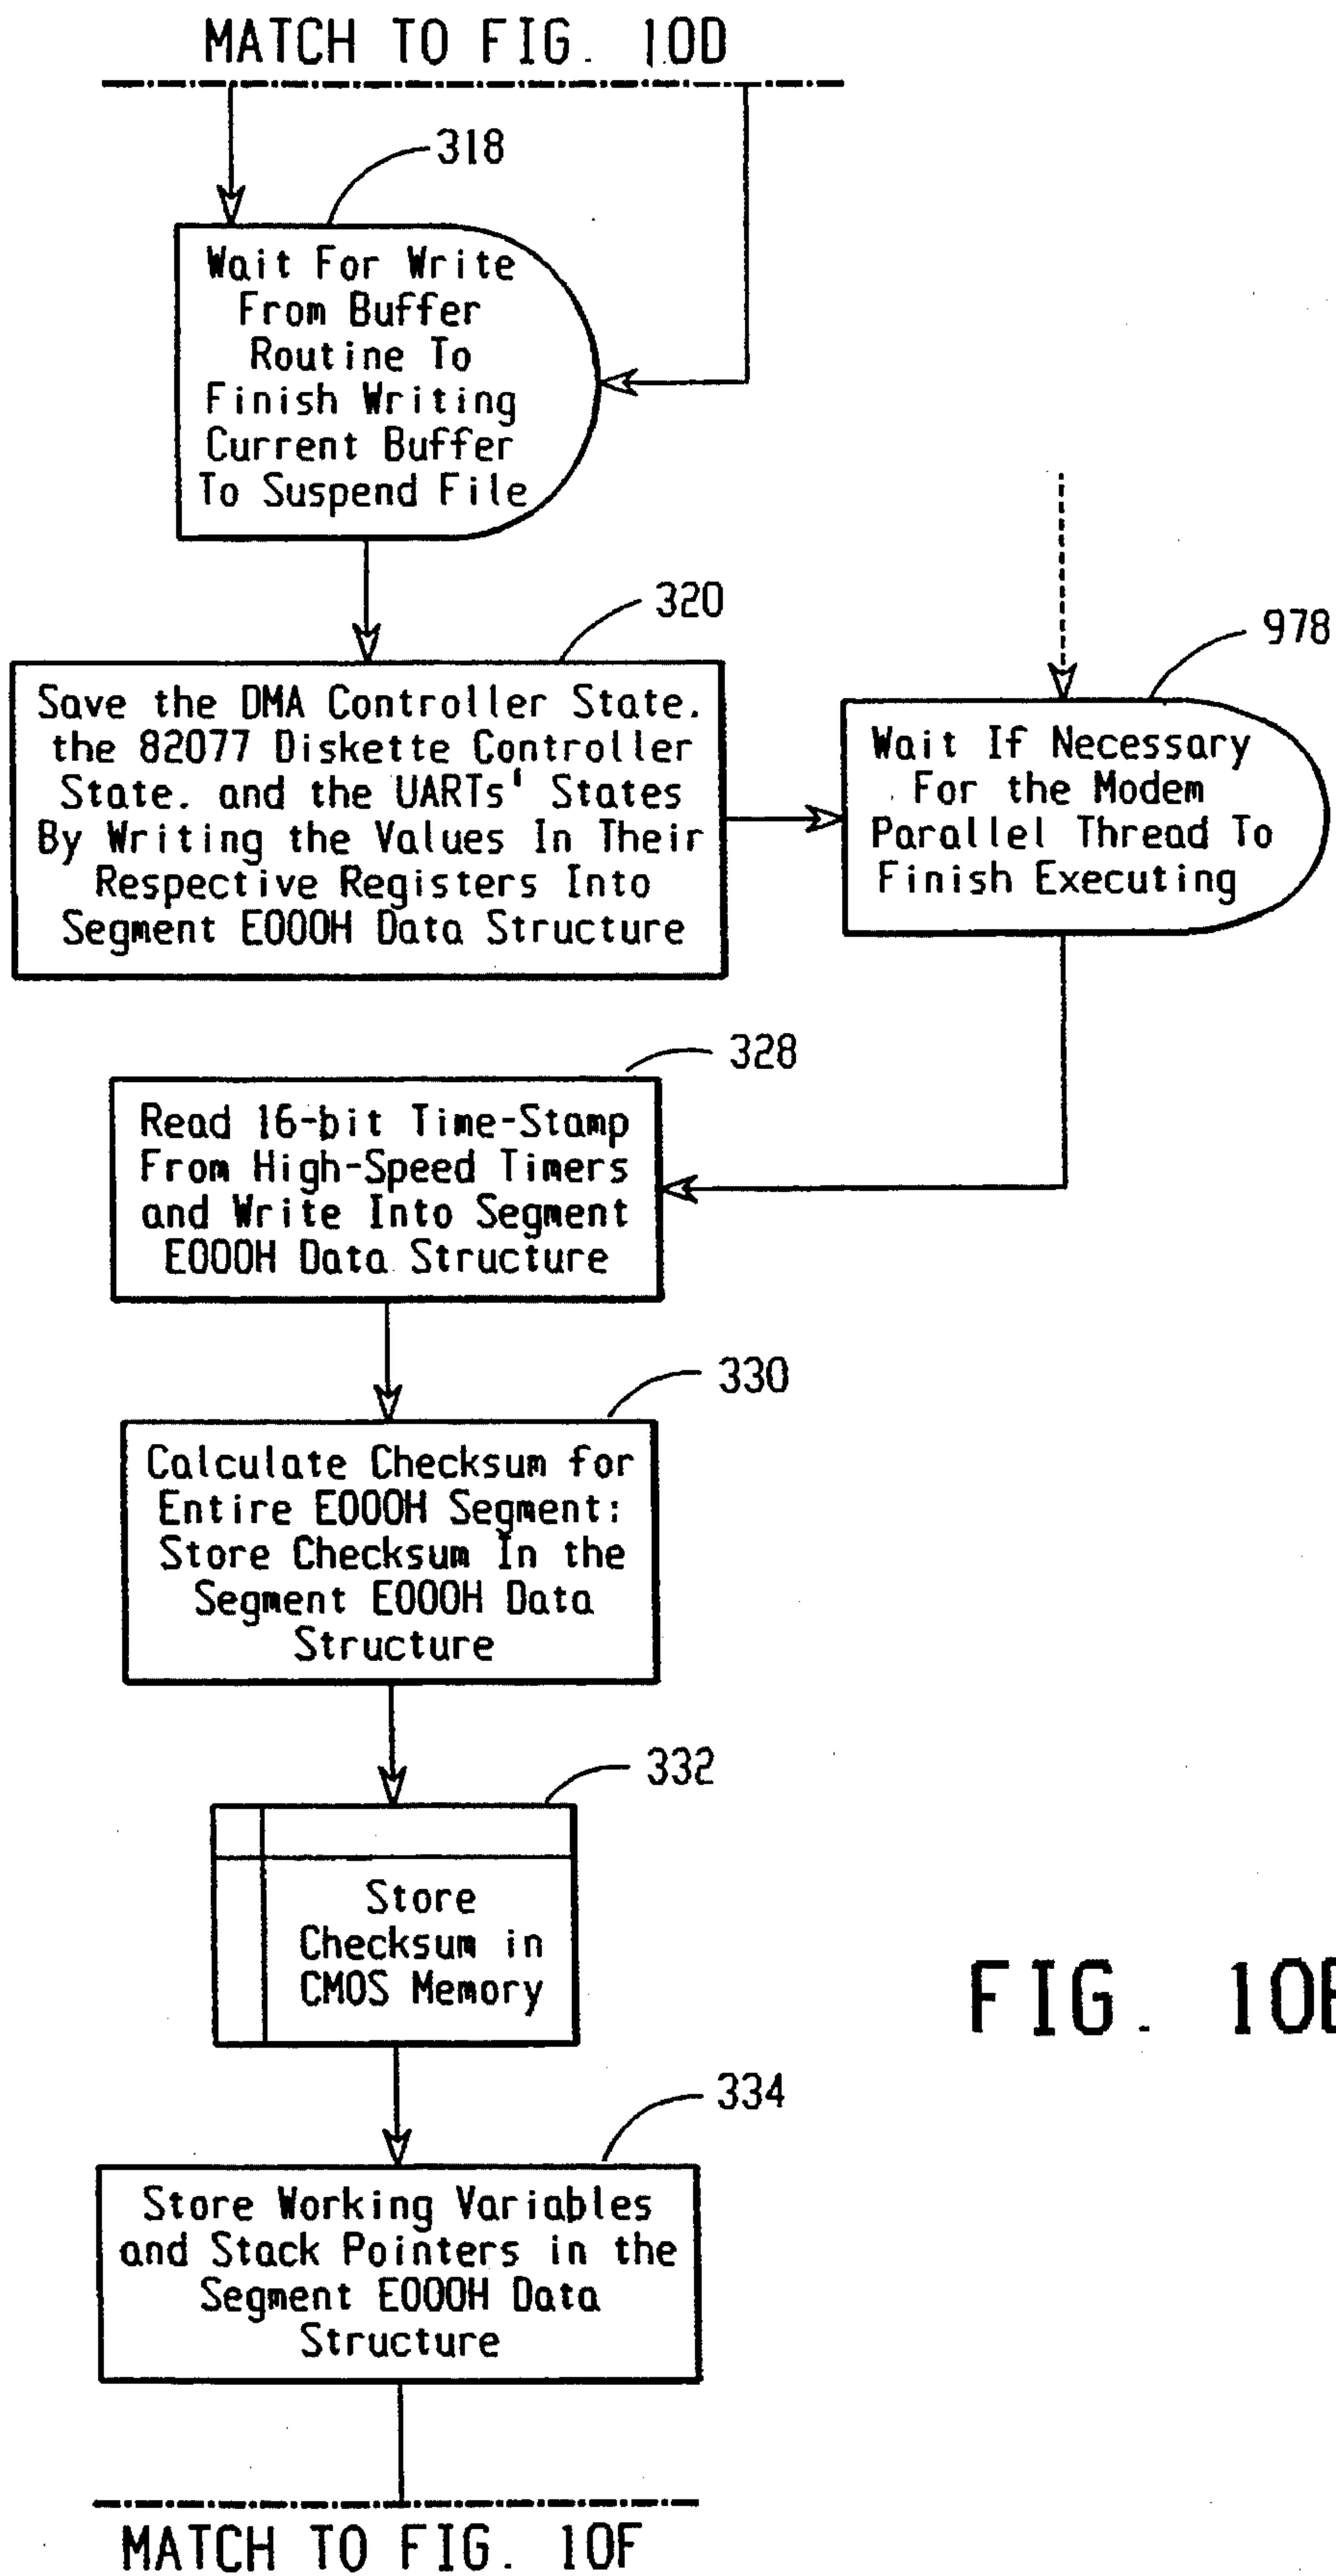 MATCH TO FIG. 10D
318
Wait For Write
From Buffer
Routine To
Finish Writing
Current Buffer
To Suspend File
320
Save the DMA Controller State.
the 82077 Diskette Controller
State. and the UARTs' States
By Writing the Values In Their
Respective Registers Into
Segment E000H Data Structure
978
Wait If Necessary
For the Modem
Parallel Thread To
Finish Executing
328
Read 16-bit Time-Stamp
From High-Speed Timers
and Write Into Segment
E000H Data Structure
330
Calculate Checksum for
Entire E000H Segment:
Store Checksum In the
Segment E000H Data
Structure
332
Store
Checksum in
CMOS Memory
FIG. 10E
334
Store Working Variables
and Stack Pointers in the
Segment E000H Data
Structure
MATCH TO FIG. 10F